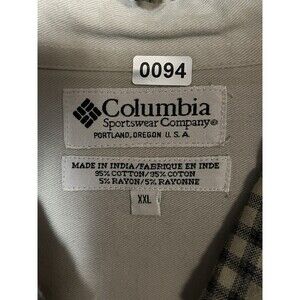 0094
Columbia
Sportswear Company®
PORTLAND, OREGON U. S. A.
MADE IN INDIA/FABRIQUE EN INDE
95% COTTON/95% COTON
5% RAYON/5% RAYONNE
XXL